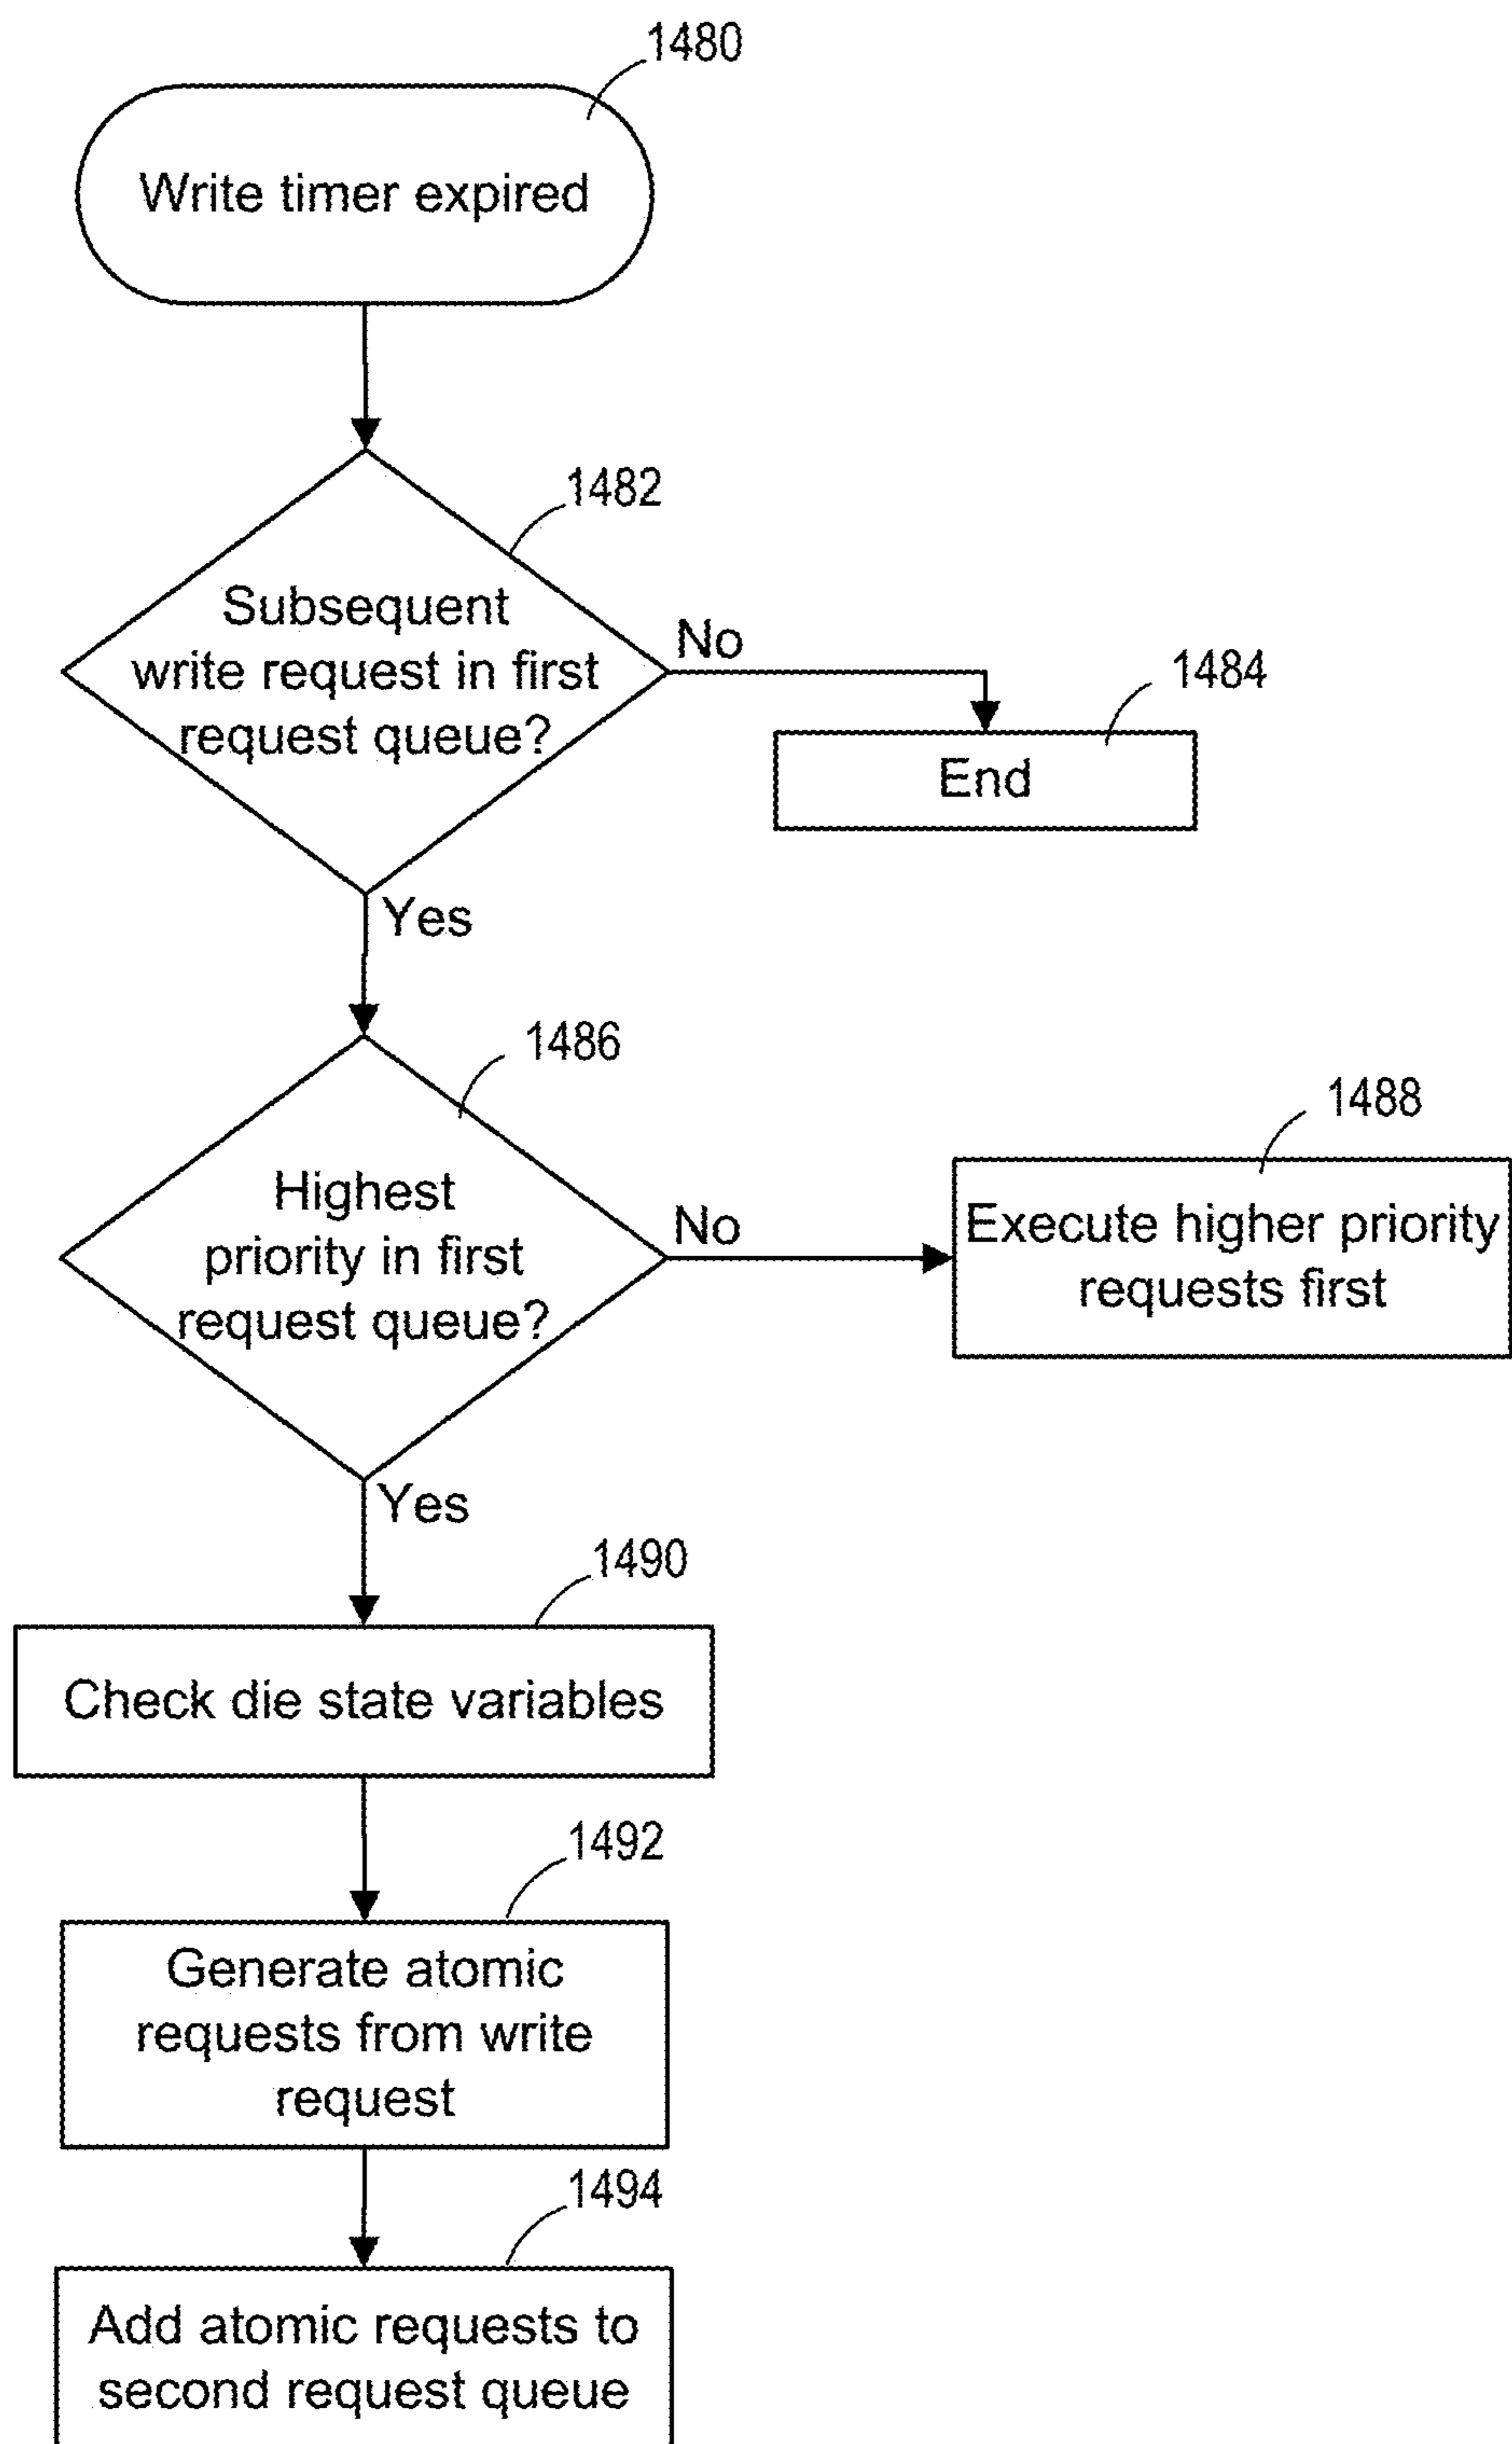 1480
Write timer expired
1482
Subsequent
write request in first
request queue?
No
1484
End
Yes
1486
Highest
priority in first
request queue?
No
1488
Execute higher priority
requests first
Yes
1490
Check die state variables
1492
Generate atomic
requests from write
request
1494
Add atomic requests to
second request queue